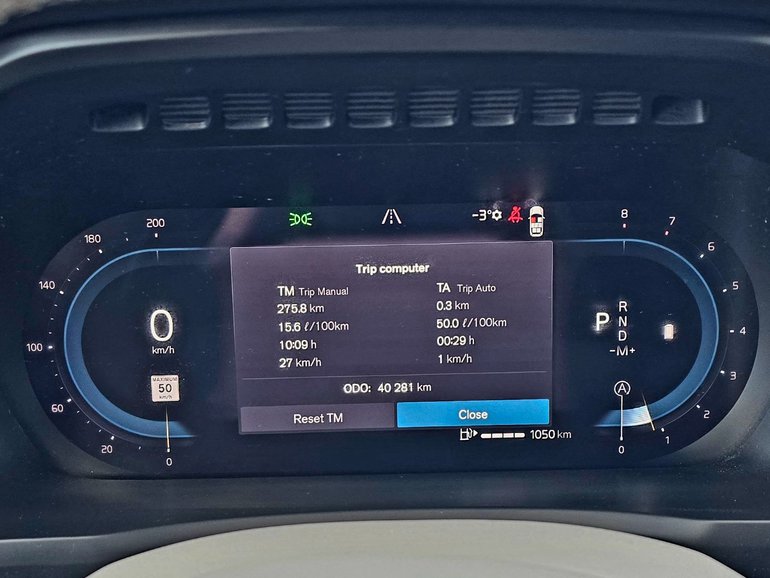 -3°
200
180
140
100
60
20
0
0
km/h
MAXIMUM
50
Trip computer
TM Trip Manual
275.8 km
15.6 ℓ/100km
10:09 h
27 km/h
TA Trip Auto
0.3 km
50.0 ℓ/100km
00:29 h
1 km/h
ODO: 40 281 km
Reset TM
Close
1050 km
P
R
N
D
-M+
A
8
7
6
5
4
3
2
1
0